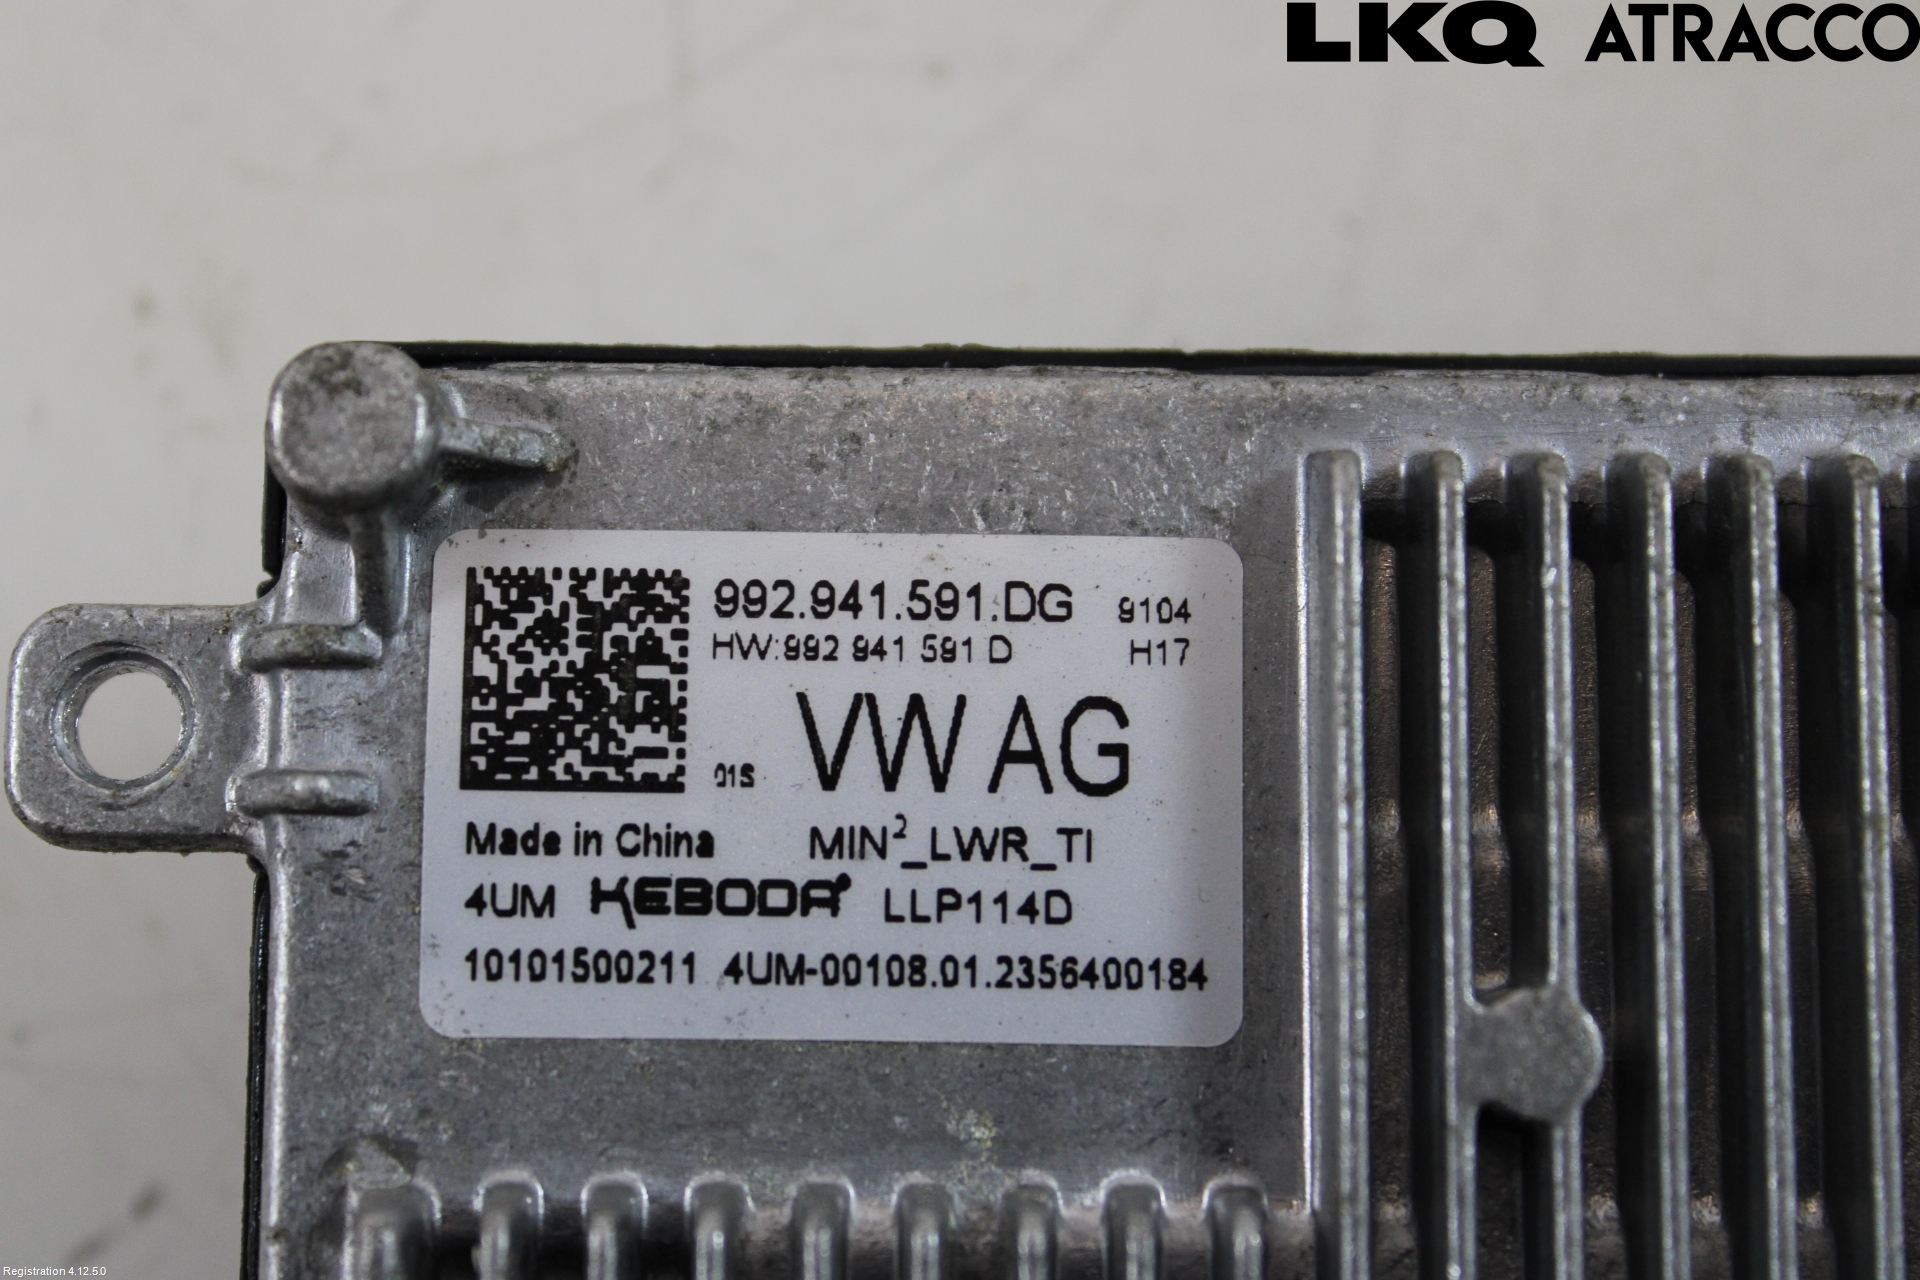 LKQ ATRACCO
992.941.591.DG 9104
HW:992 941 591 D H17
01S VW AG
Made in China MIN²_LWR_TI
4UM KEBODA LLP114D
10101500211 4UM-00108.01.2356400184
Registration 4.12.5.0